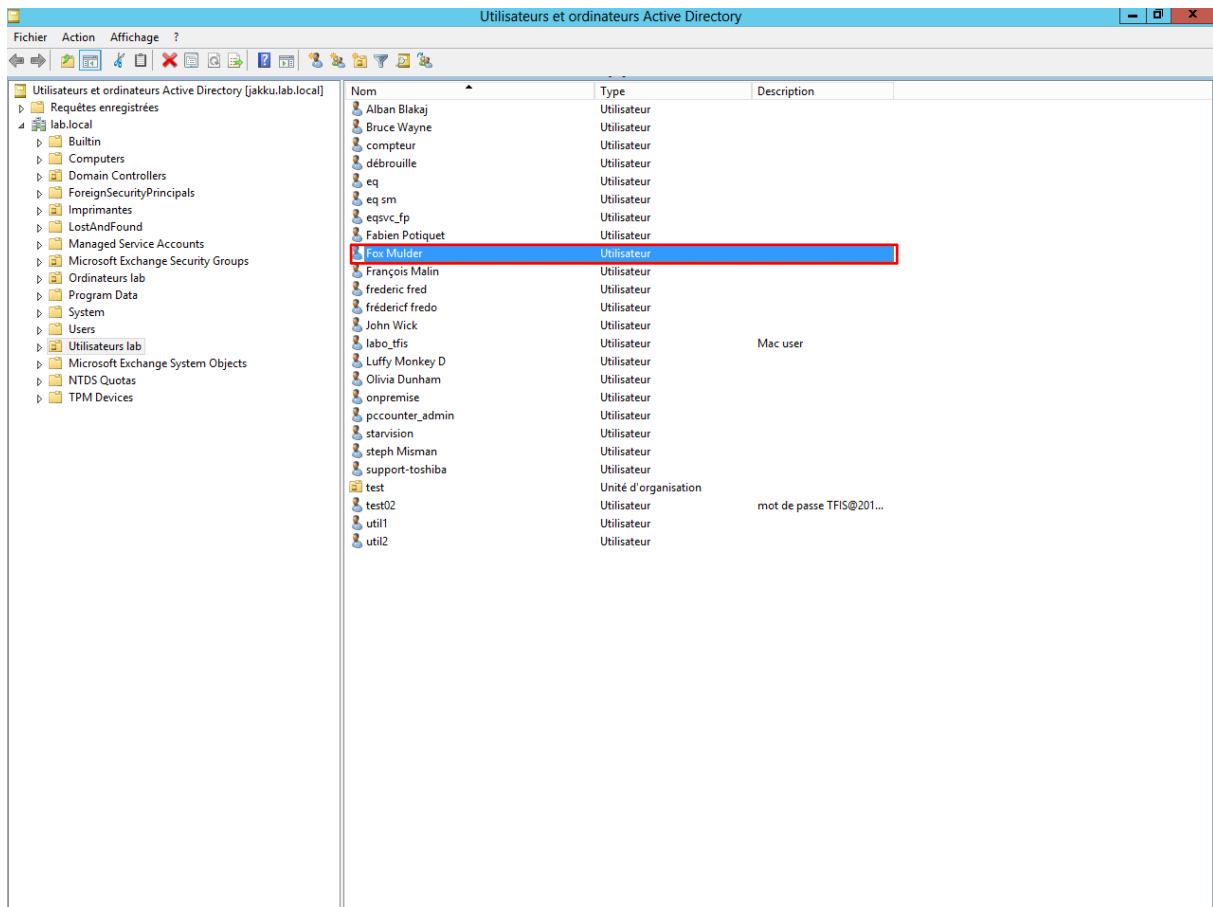 Utilisateurs et ordinateurs Active Directory
Fichier Action Affichage ?
Utilisateurs et ordinateurs Active Directory [jakku.lab.local]
Requêtes enregistrées
lab.local
Builtin
Computers
Domain Controllers
ForeignSecurityPrincipals
Imprimantes
LostAndFound
Managed Service Accounts
Microsoft Exchange Security Groups
Ordinateurs lab
Program Data
System
Users
Utilisateurs lab
Microsoft Exchange System Objects
NTDS Quotas
TPM Devices
Nom Type Description
Alban Blakaj Utilisateur
Bruce Wayne Utilisateur
compteur Utilisateur
débrouille Utilisateur
eq Utilisateur
eq sm Utilisateur
eqsvc_fp Utilisateur
Fabien Potiquet Utilisateur
Fox Mulder Utilisateur
François Malin Utilisateur
frederic fred Utilisateur
frédericf fredo Utilisateur
John Wick Utilisateur
labo_tfis Utilisateur Mac user
Luffy Monkey D Utilisateur
Olivia Dunham Utilisateur
onpremise Utilisateur
pccounter_admin Utilisateur
starvision Utilisateur
steph Misman Utilisateur
support-toshiba Utilisateur
test Unité d'organisation
test02 Utilisateur mot de passe TFIS@201...
util1 Utilisateur
util2 Utilisateur